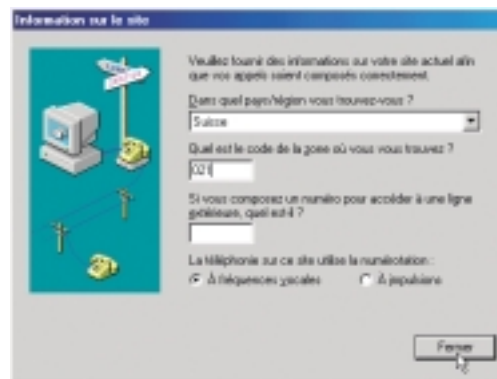 Information sur le site
Veuillez fournir des informations sur votre site actuel afin
que vos appels soient composés correctement.
Dans quel pays/région vous trouvez-vous ?
Suisse
Quel est le code de la zone où vous vous trouvez ?
021
Si vous composez un numéro pour accéder à une ligne
extérieure, quel est-il ?
La téléphonie sur ce site utilise la numérotation :
À fréquences vocales
À impulsions
Fermer